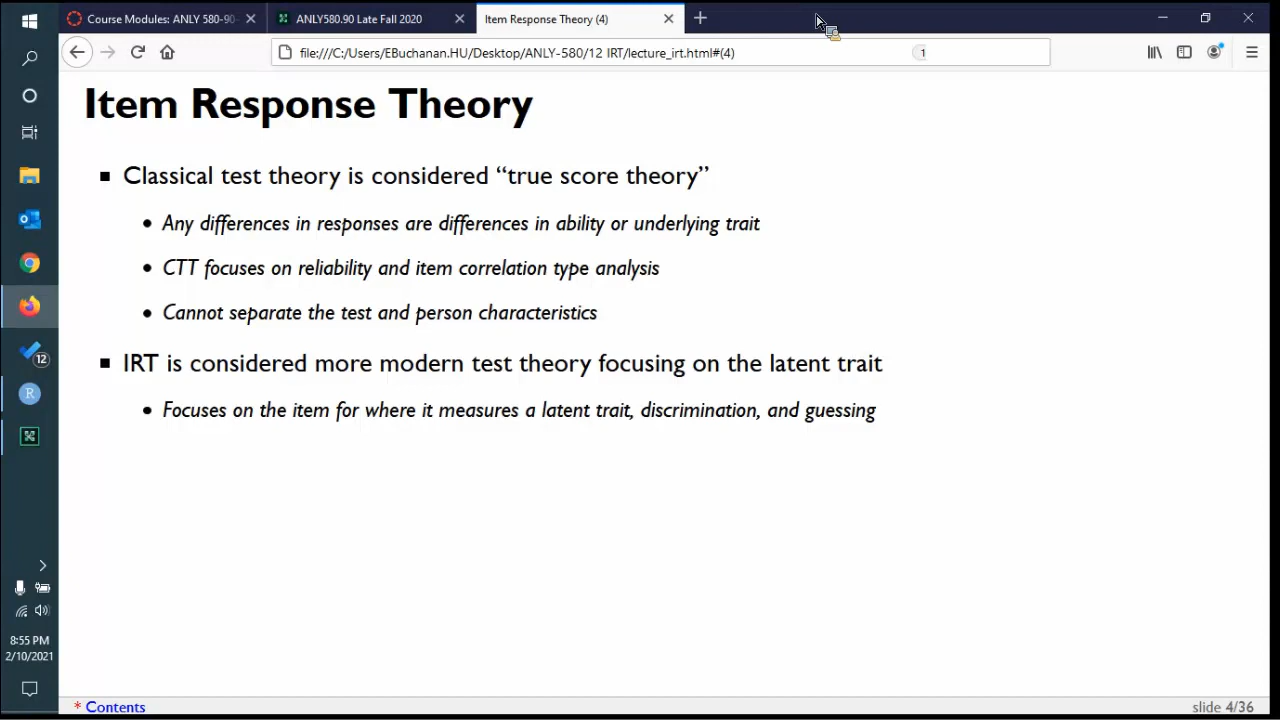 Course Modules: ANLY 580-90-
ANLY580.90 Late Fall 2020
Item Response Theory (4)
file:///C:/Users/EBuchanan.HU/Desktop/ANLY-580/12 IRT/lecture_irt.html#(4)
1
Item Response Theory
Classical test theory is considered “true score theory”
Any differences in responses are differences in ability or underlying trait
CTT focuses on reliability and item correlation type analysis
Cannot separate the test and person characteristics
IRT is considered more modern test theory focusing on the latent trait
Focuses on the item for where it measures a latent trait, discrimination, and guessing
12
R
8:55 PM
2/10/2021
* Contents
slide 4/36